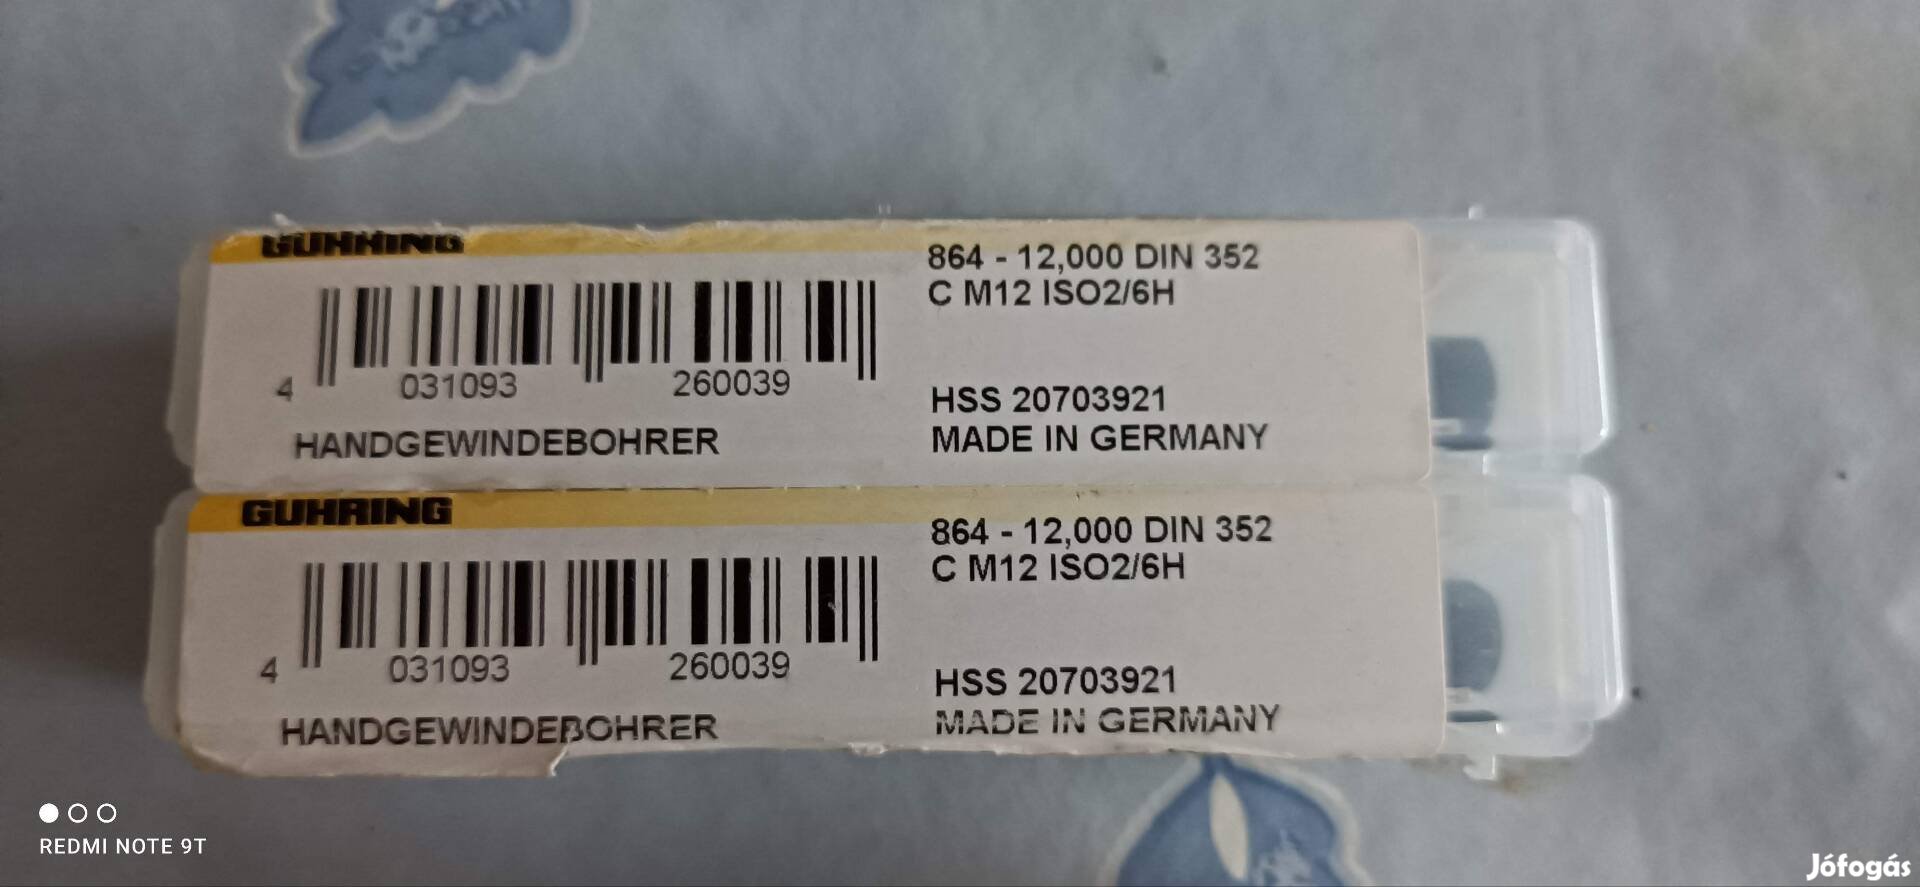 GUHRING
864 - 12,000 DIN 352
C M12 ISO2/6H
4 031093 260039
HSS 20703921
HANDGEWINDEBOHRER
MADE IN GERMANY
GUHRING
864 - 12,000 DIN 352
C M12 ISO2/6H
4 031093 260039
HSS 20703921
HANDGEWINDEBOHRER
MADE IN GERMANY
REDMI NOTE 9T
Jófogás